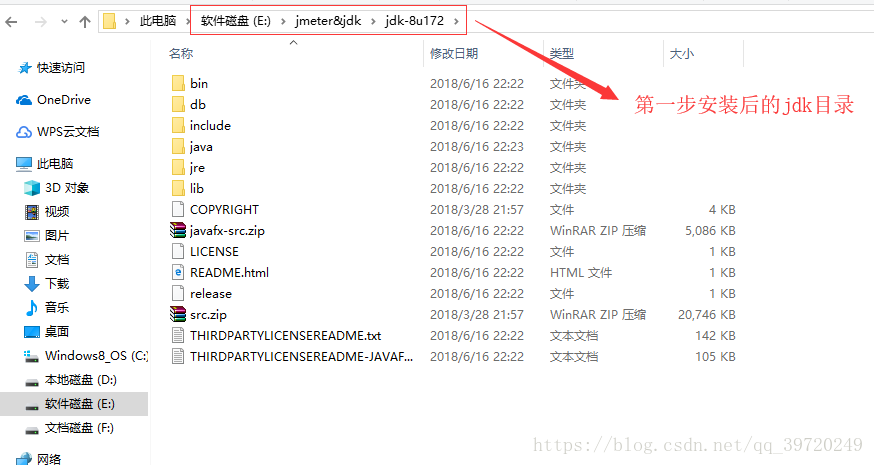 此电脑 软件磁盘 (E:) jmeter&jdk jdk-8u172
名称 修改日期 类型 大小
快速访问
OneDrive
WPS云文档
此电脑
3D 对象
视频
图片
文档
下载
音乐
桌面
Windows8_OS (C:)
本地磁盘 (D:)
软件磁盘 (E:)
文档磁盘 (F:)
网络
bin 2018/6/16 22:22 文件夹
db 2018/6/16 22:22 文件夹
include 2018/6/16 22:22 文件夹
java 2018/6/16 22:23 文件夹
jre 2018/6/16 22:22 文件夹
lib 2018/6/16 22:22 文件夹
COPYRIGHT 2018/3/28 21:57 文件 4 KB
javafx-src.zip 2018/6/16 22:22 WinRAR ZIP 压缩 5,086 KB
LICENSE 2018/6/16 22:22 文件 1 KB
README.html 2018/6/16 22:22 HTML 文件 1 KB
release 2018/6/16 22:22 文件 1 KB
src.zip 2018/3/28 21:57 WinRAR ZIP 压缩 20,746 KB
THIRDPARTYLICENSEREADME.txt 2018/6/16 22:22 文本文档 142 KB
THIRDPARTYLICENSEREADME-JAVAF... 2018/6/16 22:22 文本文档 105 KB
第一步安装后的jdk目录
https://blog.csdn.net/qq_39720249